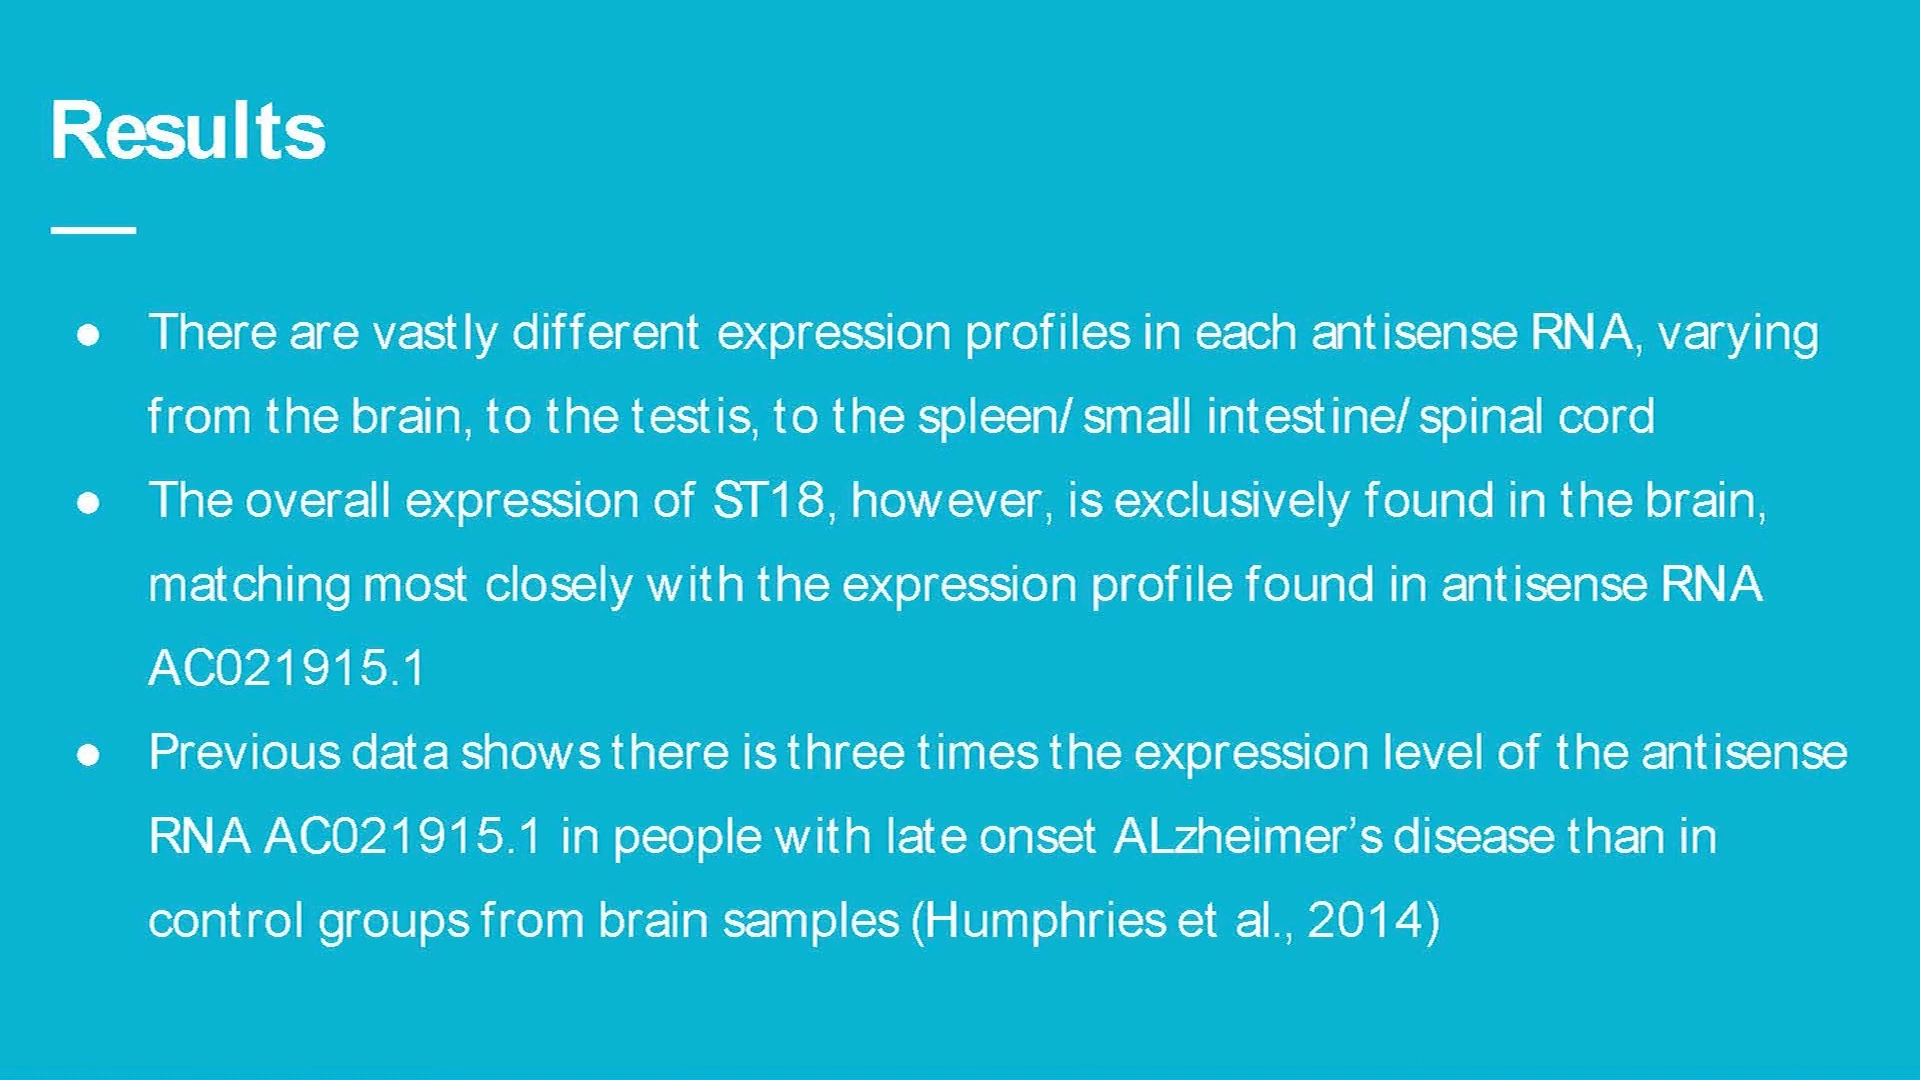 Results
● There are vastly different expression profiles in each antisense RNA, varying
from the brain, to the testis, to the spleen/ small intestine/ spinal cord
● The overall expression of ST18, however, is exclusively found in the brain,
matching most closely with the expression profile found in antisense RNA
AC021915.1
● Previous data shows there is three times the expression level of the antisense
RNA AC021915.1 in people with late onset ALzheimer’s disease than in
control groups from brain samples (Humphries et al., 2014)